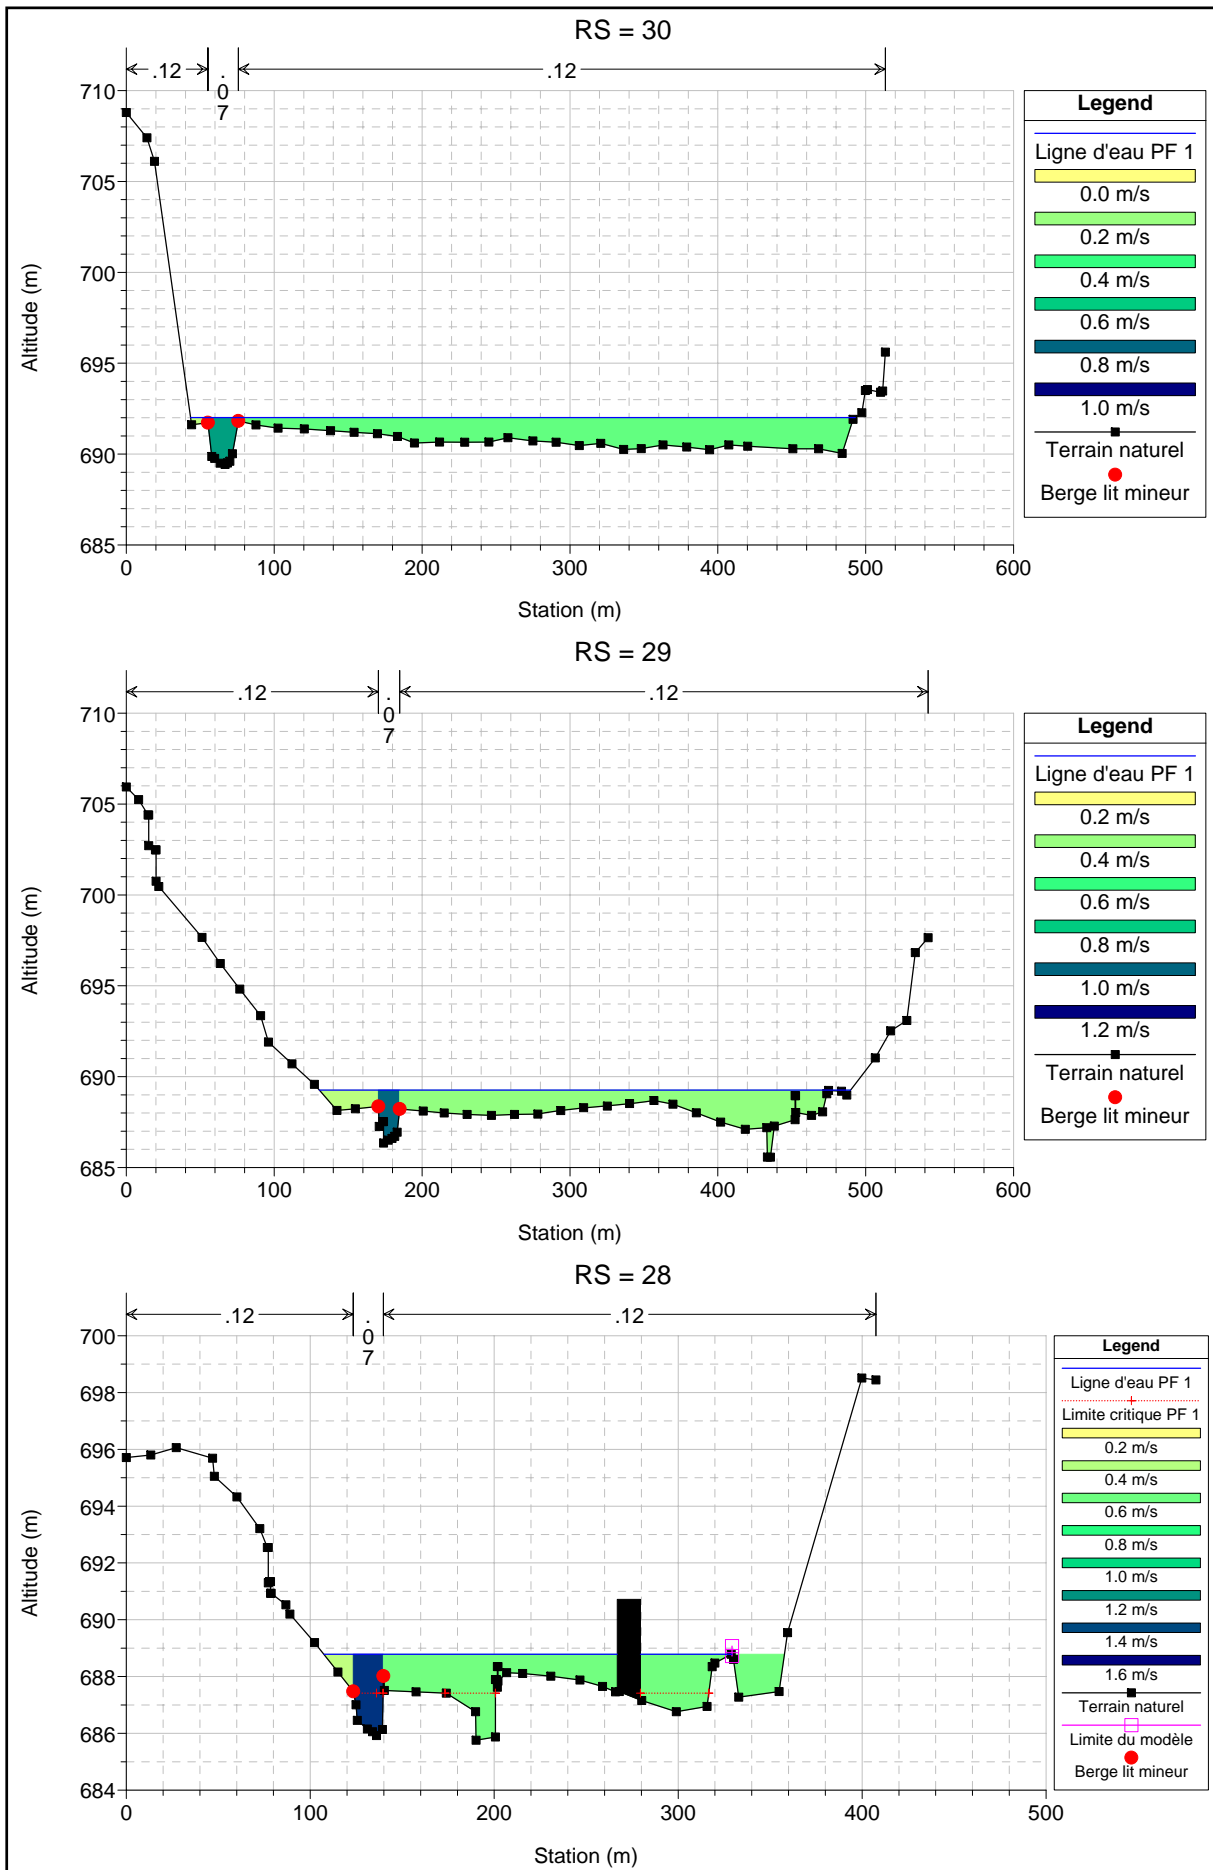 RS = 30
.12
.07
.12
Altitude (m)
710
705
700
695
690
685
0
100
200
300
400
500
600
Station (m)
Legend
Ligne d'eau PF 1
0.0 m/s
0.2 m/s
0.4 m/s
0.6 m/s
0.8 m/s
1.0 m/s
Terrain naturel
Berge lit mineur
RS = 29
.12
.07
.12
Altitude (m)
710
705
700
695
690
685
0
100
200
300
400
500
600
Station (m)
Legend
Ligne d'eau PF 1
0.2 m/s
0.4 m/s
0.6 m/s
0.8 m/s
1.0 m/s
1.2 m/s
Terrain naturel
Berge lit mineur
RS = 28
.12
.07
.12
Altitude (m)
700
698
696
694
692
690
688
686
684
0
100
200
300
400
500
Station (m)
Legend
Ligne d'eau PF 1
Limite critique PF 1
0.2 m/s
0.4 m/s
0.6 m/s
0.8 m/s
1.0 m/s
1.2 m/s
1.4 m/s
1.6 m/s
Terrain naturel
Limite du modèle
Berge lit mineur